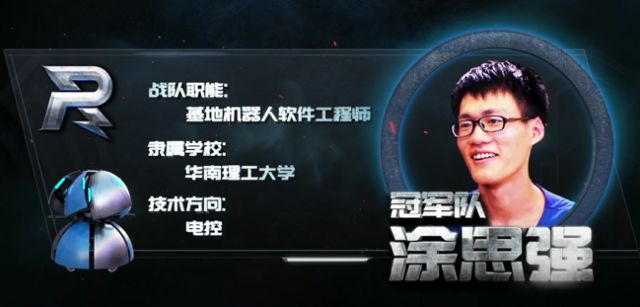 战队职能:
基地机器人软件工程师
隶属学校:
华南理工大学
技术方向:
电控
冠军队
涂思强